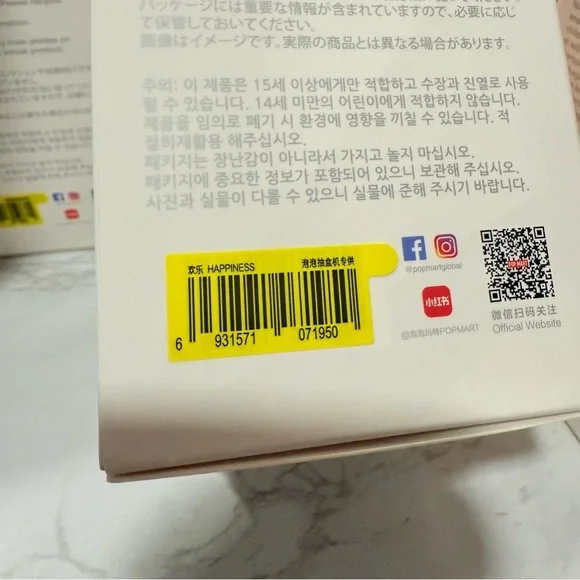 パッケージには重要な情報が含まれていますので、必要に応じ
て保管しておいてください。
画像はイメージです。実際の商品とは異なる場合があります。
주의: 이 제품은 15세 이상에게만 적합하고 수장과 진열로 사용
될 수 있습니다. 14세 미만의 어린이에게 적합하지 않습니다.
제품을 임의로 폐기 시 환경에 영향을 끼칠 수 있습니다. 적
절히재활용 해주십시오.
패키지는 장난감이 아니라서 가지고 놀지 마십시오.
패키지에 중요한 정보가 포함되어 있으니 보관해 주십시오.
사진과 실물이 다를 수 있으니 실물에 준해 주시기 바랍니다.
欢乐 HAPPINESS 泡泡抽盒机专供
6 931571 071950
@popmartglobal
小红书
@泡泡玛特POPMART
POP MART
微信扫码关注
Official Website